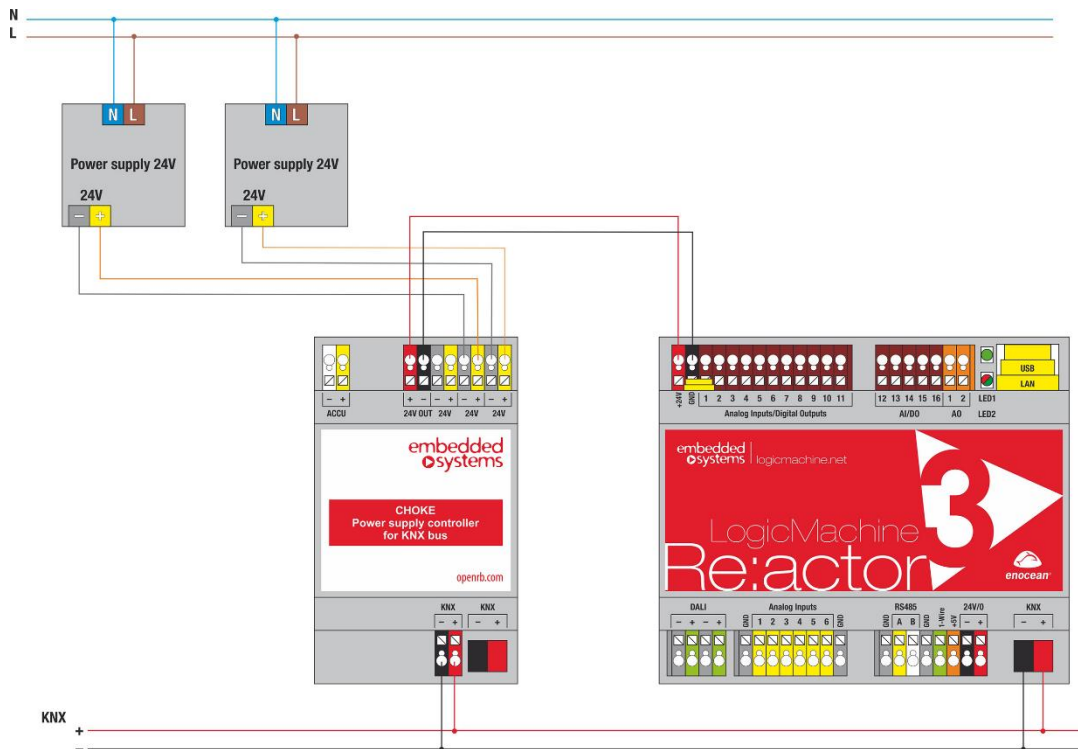 N
L
N L
Power supply 24V
24V
− +
N L
Power supply 24V
24V
− +
− +
ACCU
+ − − + − + − +
24V OUT 24V 24V 24V
embedded
systems
CHOKE
Power supply controller
for KNX bus
openrb.com
KNX KNX
− + − +
+24V GND 1 2 3 4 5 6 7 8 9 10 11
Analog Inputs/Digital Outputs
12 13 14 15 16
AI/DO
1 2
AO
LED1
LED2
USB
LAN
embedded
systems
logicmachine.net
LogicMachine
Re:actor
3
enocean
DALI
− + − +
Analog Inputs
GND 1 2 3 4 5 6 GND
RS485
GND A B GND 1-Wire +5V
24V/0
− +
KNX
− +
KNX
+
−